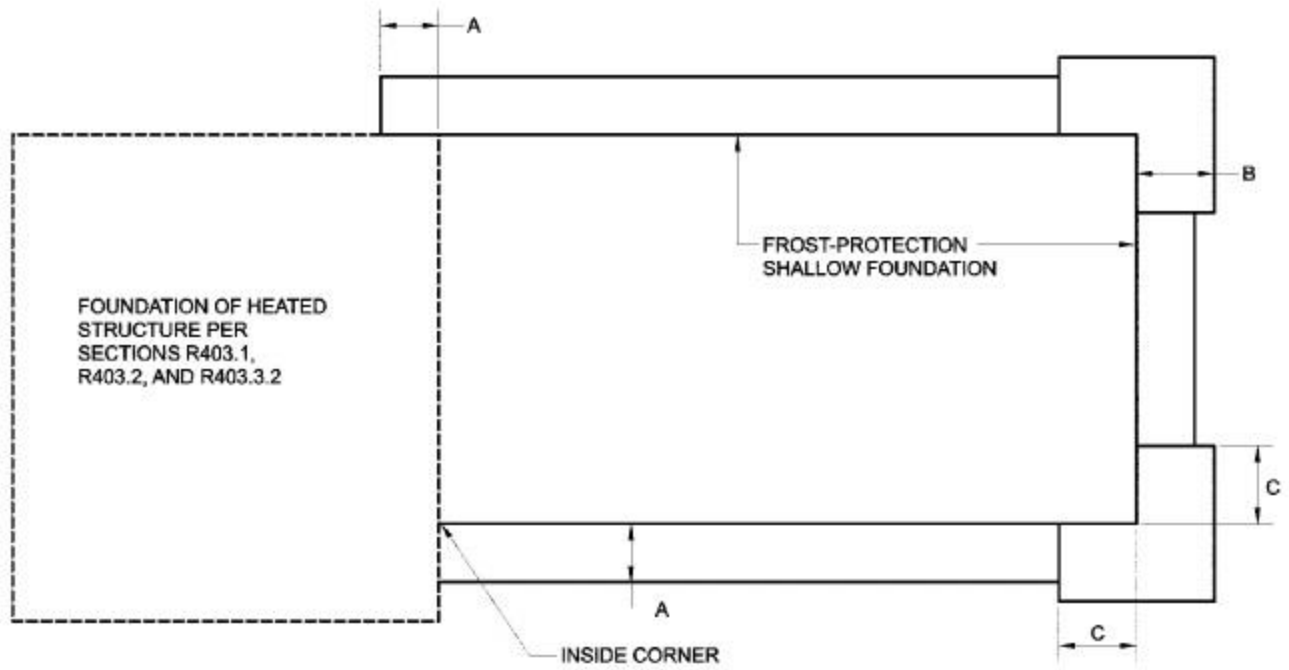 A
B
FROST-PROTECTION
SHALLOW FOUNDATION
FOUNDATION OF HEATED
STRUCTURE PER
SECTIONS R403.1,
R403.2, AND R403.3.2
C
A
C
INSIDE CORNER